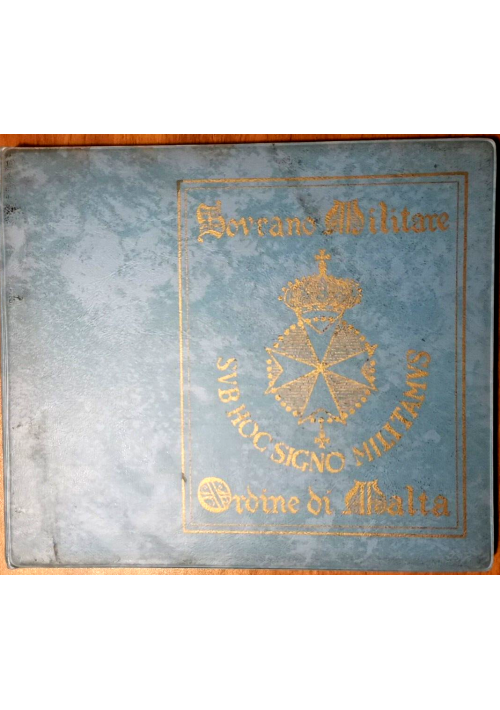 Sovrano Militare
SVB HOC SIGNO MILITAMVS
Ordine di Malta